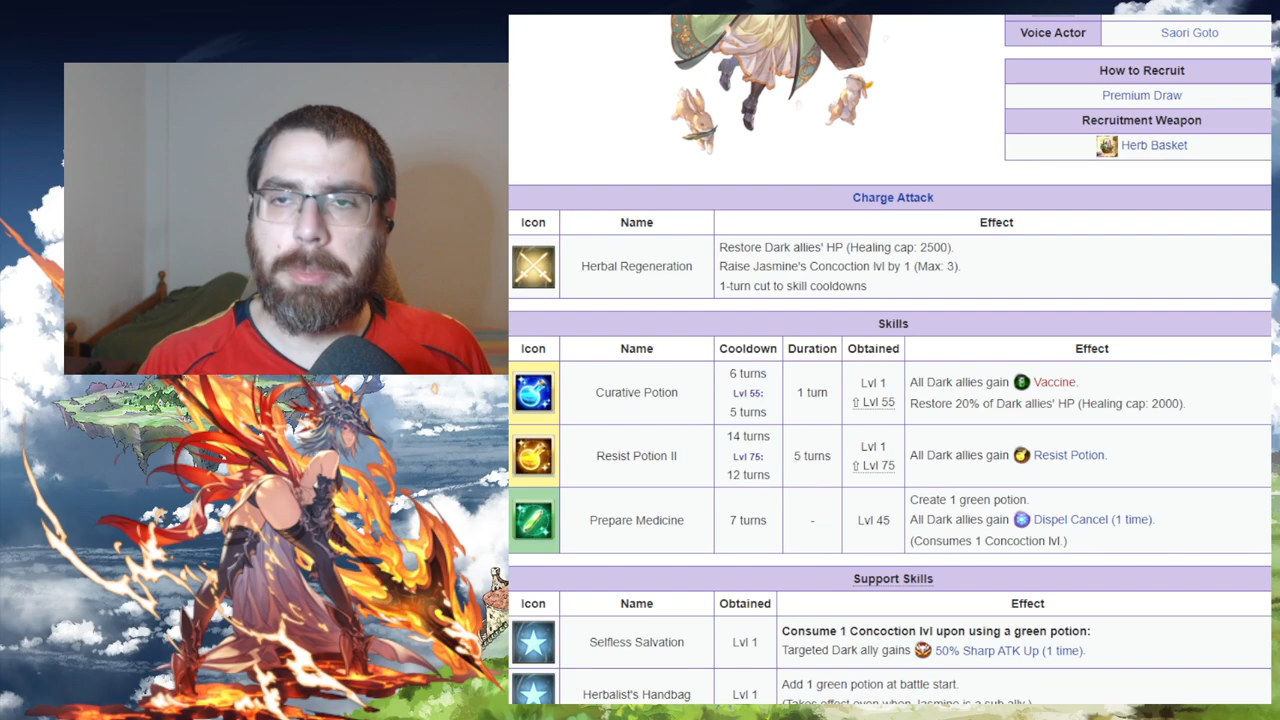 Voice Actor
Saori Goto
How to Recruit
Premium Draw
Recruitment Weapon
Herb Basket
Charge Attack
Icon Name Effect
Herbal Regeneration
Restore Dark allies' HP (Healing cap: 2500).
Raise Jasmine's Concoction lvl by 1 (Max: 3).
1-turn cut to skill cooldowns
Skills
Icon Name Cooldown Duration Obtained Effect
Curative Potion
6 turns
Lvl 55:
5 turns
1 turn
Lvl 1
⇧ Lvl 55
All Dark allies gain Vaccine.
Restore 20% of Dark allies' HP (Healing cap: 2000).
Resist Potion II
14 turns
Lvl 75:
12 turns
5 turns
Lvl 1
⇧ Lvl 75
All Dark allies gain Resist Potion.
Prepare Medicine
7 turns
-
Lvl 45
Create 1 green potion.
All Dark allies gain Dispel Cancel (1 time).
(Consumes 1 Concoction lvl.)
Support Skills
Icon Name Obtained Effect
Selfless Salvation
Lvl 1
Consume 1 Concoction lvl upon using a green potion:
Targeted Dark ally gains 50% Sharp ATK Up (1 time).
Herbalist's Handbag
Lvl 1
Add 1 green potion at battle start.
(Takes effect even when Jasmine is a sub ally.)